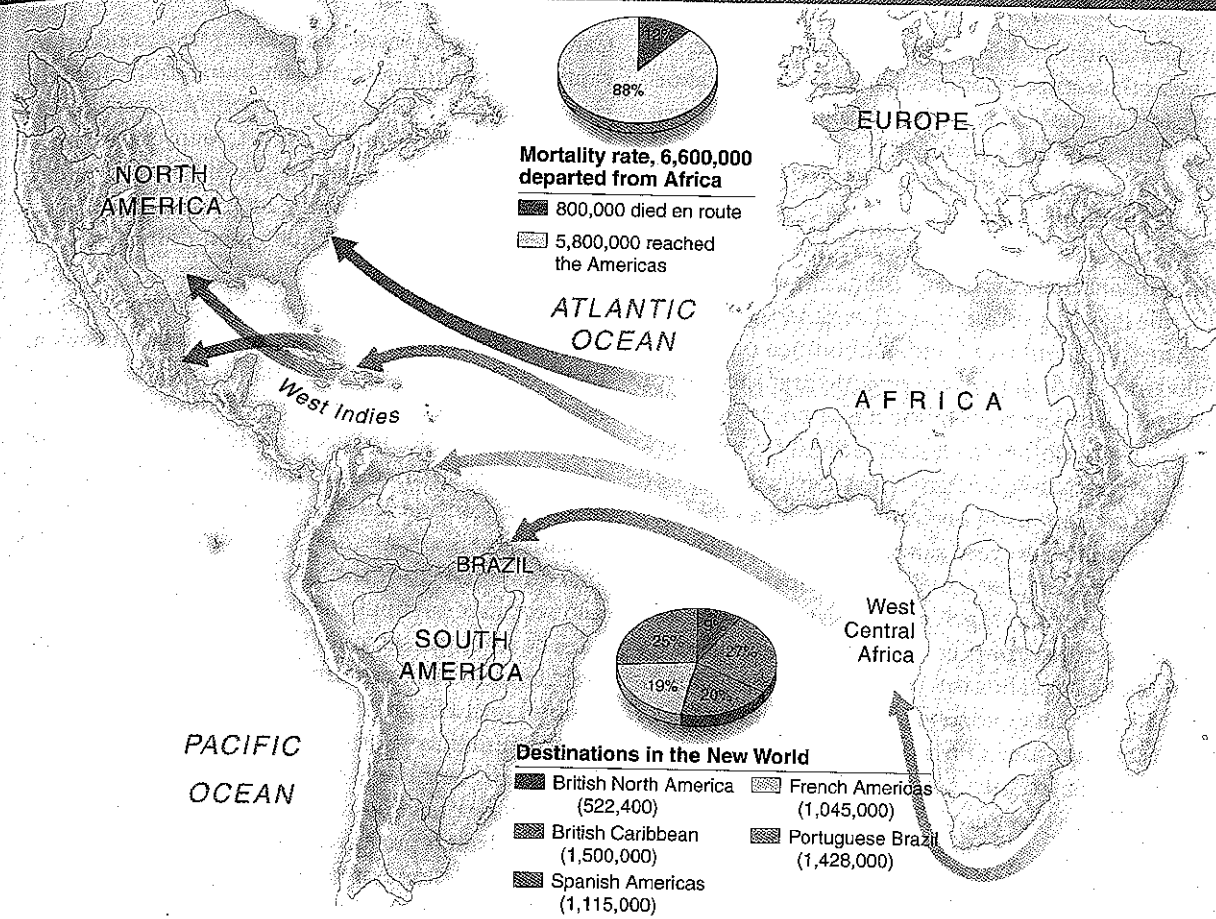 12%
88%
Mortality rate, 6,600,000
departed from Africa
800,000 died en route
5,800,000 reached
the Americas
EUROPE
NORTH
AMERICA
ATLANTIC
OCEAN
AFRICA
West Indies
BRAZIL
SOUTH
AMERICA
West
Central
Africa
9%
27%
20%
19%
25%
PACIFIC
OCEAN
Destinations in the New World
British North America
(522,400)
British Caribbean
(1,500,000)
Spanish Americas
(1,115,000)
French Americas
(1,045,000)
Portuguese Brazil
(1,428,000)